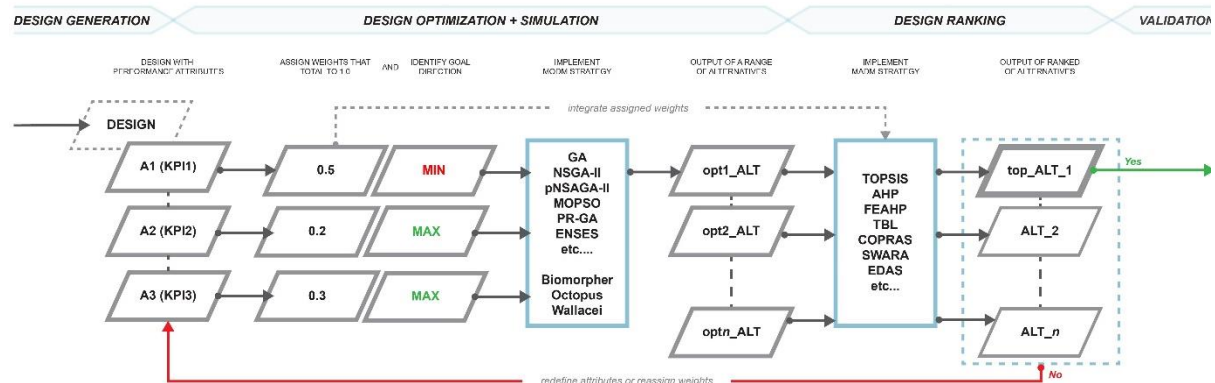 DESIGN GENERATION
DESIGN OPTIMIZATION + SIMULATION
DESIGN RANKING
VALIDATION
DESIGN WITH
PERFORMANCE ATTRIBUTES
ASSIGN WEIGHTS THAT
TOTAL TO 1.0
AND
IDENTIFY GOAL
DIRECTION
IMPLEMENT
MODM STRATEGY
OUTPUT OF A RANGE
OF ALTERNATIVES
IMPLEMENT
MADM STRATEGY
OUTPUT OF RANKED
OF ALTERNATIVES
integrate assigned weights
DESIGN
A1 (KPI1)
0.5
MIN
A2 (KPI2)
0.2
MAX
A3 (KPI3)
0.3
MAX
GA
NSGA-II
pNSAGA-II
MOPSO
PR-GA
ENSES
etc....
Biomorpher
Octopus
Wallacei
opt1_ALT
opt2_ALT
optn_ALT
TOPSIS
AHP
FEAHP
TBL
COPRAS
SWARA
EDAS
etc...
top_ALT_1
Yes
ALT_2
ALT_n
No
redefine attributes or reassign weights